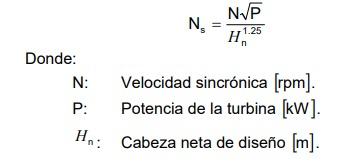 Nₛ = N√P / Hₙ^1.25
Donde:
N: Velocidad sincrónica [rpm].
P: Potencia de la turbina [kW].
Hₙ: Cabeza neta de diseño [m].